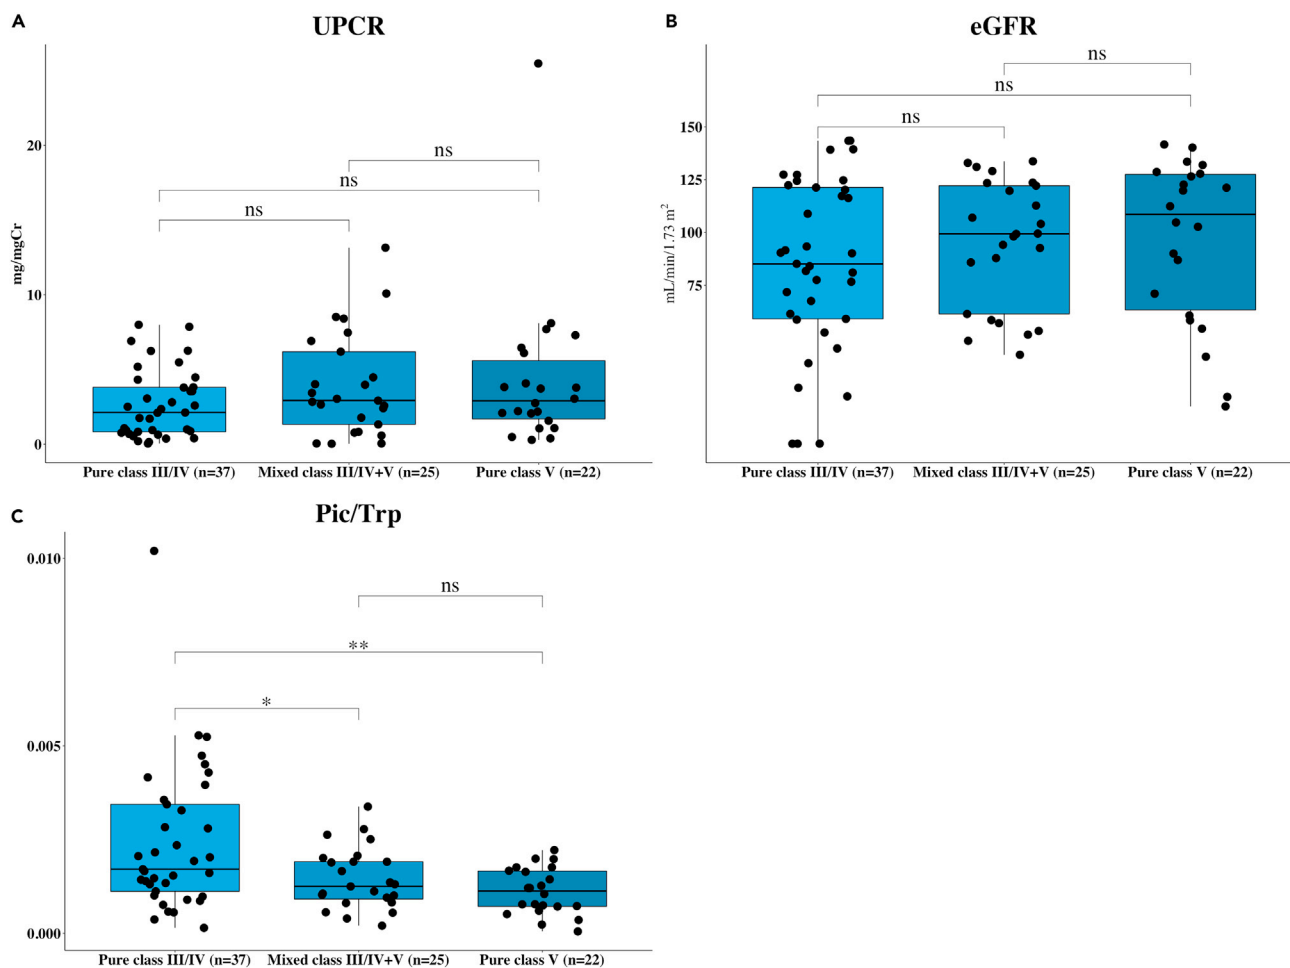 A
UPCR
mg/mgCr
20
10
0
ns
ns
ns
Pure class III/IV (n=37)
Mixed class III/IV+V (n=25)
Pure class V (n=22)
B
eGFR
mL/min/1.73 m²
150
125
100
75
ns
ns
ns
Pure class III/IV (n=37)
Mixed class III/IV+V (n=25)
Pure class V (n=22)
C
Pic/Trp
0.010
0.005
0.000
ns
**
*
Pure class III/IV (n=37)
Mixed class III/IV+V (n=25)
Pure class V (n=22)